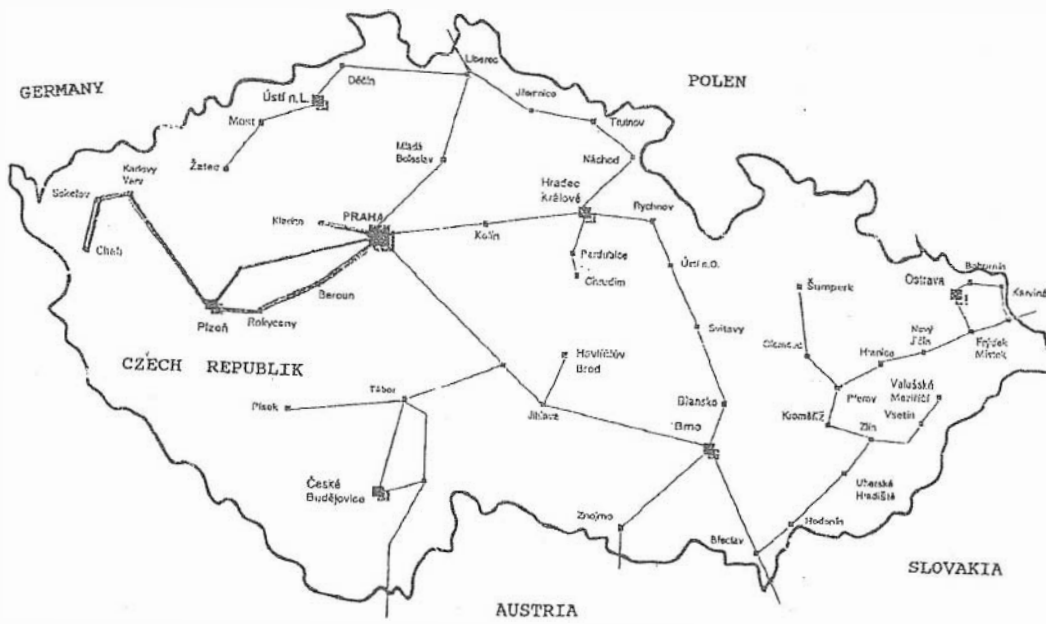 GERMANY
POLEN
Liberec
Děčín
Ústí n.L.
Most
Žatec
Jilemnice
Trutnov
Náchod
Mladá
Boleslav
Karlovy
Vary
Sokolov
Cheb
Kladno
PRAHA
Kolín
Hradec
Králové
Rychnov
Pardubice
Chrudim
Ústí n.O.
Beroun
Plzeň
Rokycany
Svitavy
Šumperk
Bohumín
Ostrava
Karviná
CZECH REPUBLIK
Havlíčkův
Brod
Olomouc
Hranice
Nový
Jičín
Frýdek
Místek
Tábor
Písek
Jihlava
Blansko
Brno
Přerov
Valašské
Meziříčí
Kroměříž
Vsetín
Zlín
České
Budějovice
Uherské
Hradiště
Znojmo
Hodonín
Břeclav
SLOVAKIA
AUSTRIA